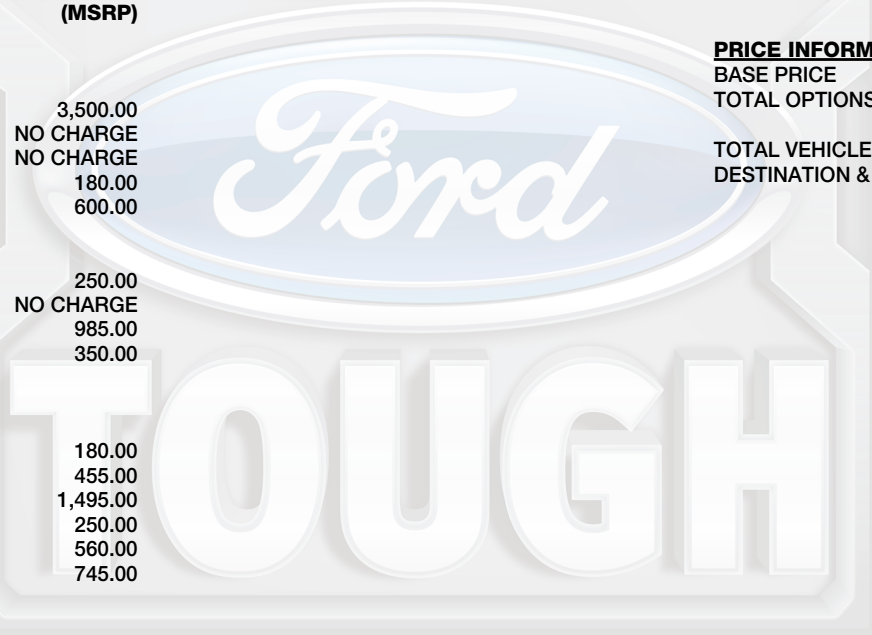 (MSRP)
3,500.00
NO CHARGE
NO CHARGE
180.00
600.00
250.00
NO CHARGE
985.00
350.00
180.00
455.00
1,495.00
250.00
560.00
745.00
PRICE INFORM
BASE PRICE
TOTAL OPTIONS
TOTAL VEHICLE
DESTINATION &
Ford
TOUGH